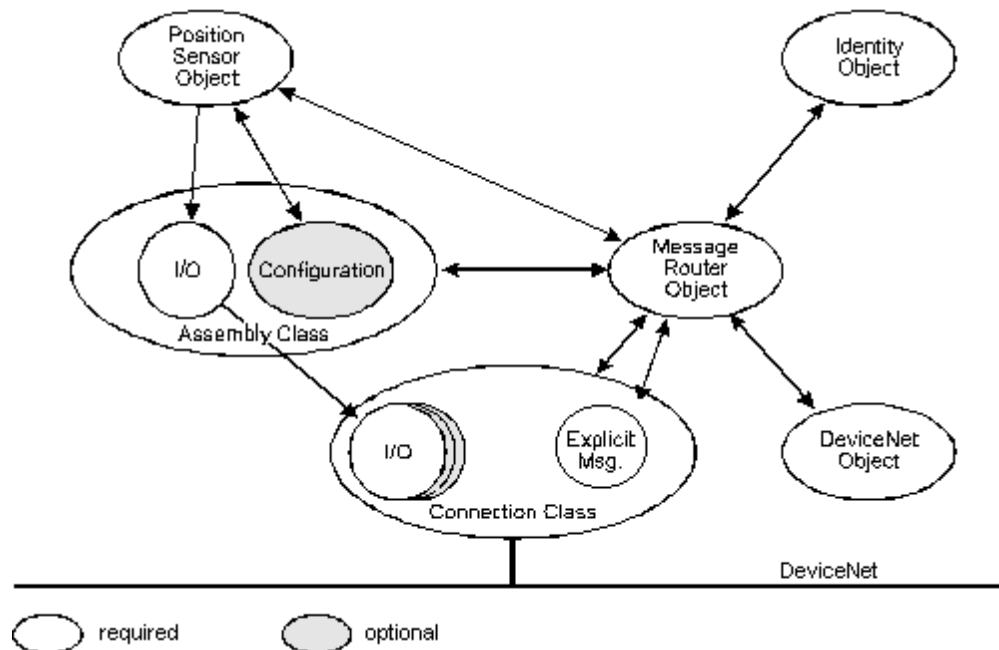 Position
Sensor
Object
Identity
Object
I/O
Configuration
Assembly Class
Message
Router
Object
I/O
Explicit
Msg.
Connection Class
DeviceNet
Object
DeviceNet
required
optional